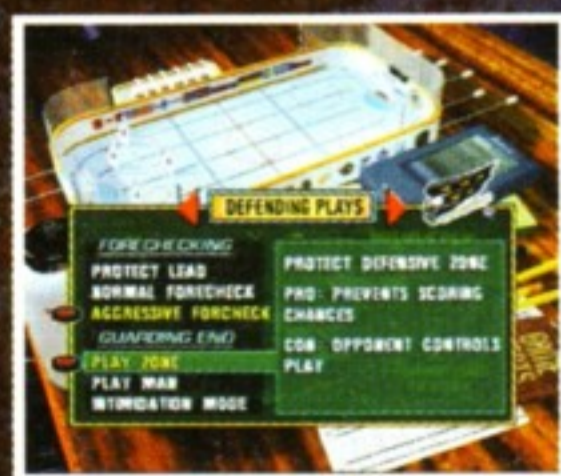 DEFENDING PLAYS
FORECHECKING
PROTECT LEAD
NORMAL FORECHECK
AGGRESSIVE FORCHECK
GUARDING END
PLAY ZONE
PLAY MAN
INTIMIDATION MODE
PROTECT DEFENSIVE ZONE
PRO: PREVENTS SCORING
CHANCES
CON: OPPONENT CONTROLS
PLAY